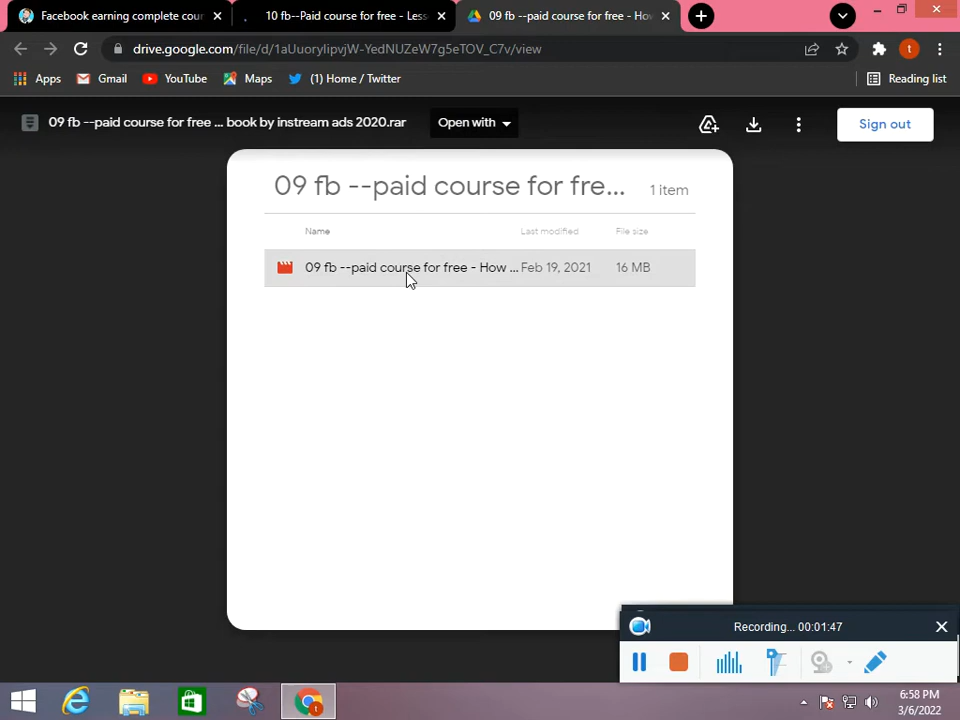 Facebook earning complete cour
10 fb--Paid course for free - Less
09 fb --paid course for free - How
drive.google.com/file/d/1aUuorylipvjW-YedNUZeW7g5eTOV_C7v/view
Apps
Gmail
YouTube
Maps
(1) Home / Twitter
Reading list
09 fb --paid course for free ... book by instream ads 2020.rar
Open with
Sign out
09 fb --paid course for fre...
1 item
Name
Last modified
File size
09 fb --paid course for free - How ...
Feb 19, 2021
16 MB
Recording... 00:01:47
6:58 PM
3/6/2022